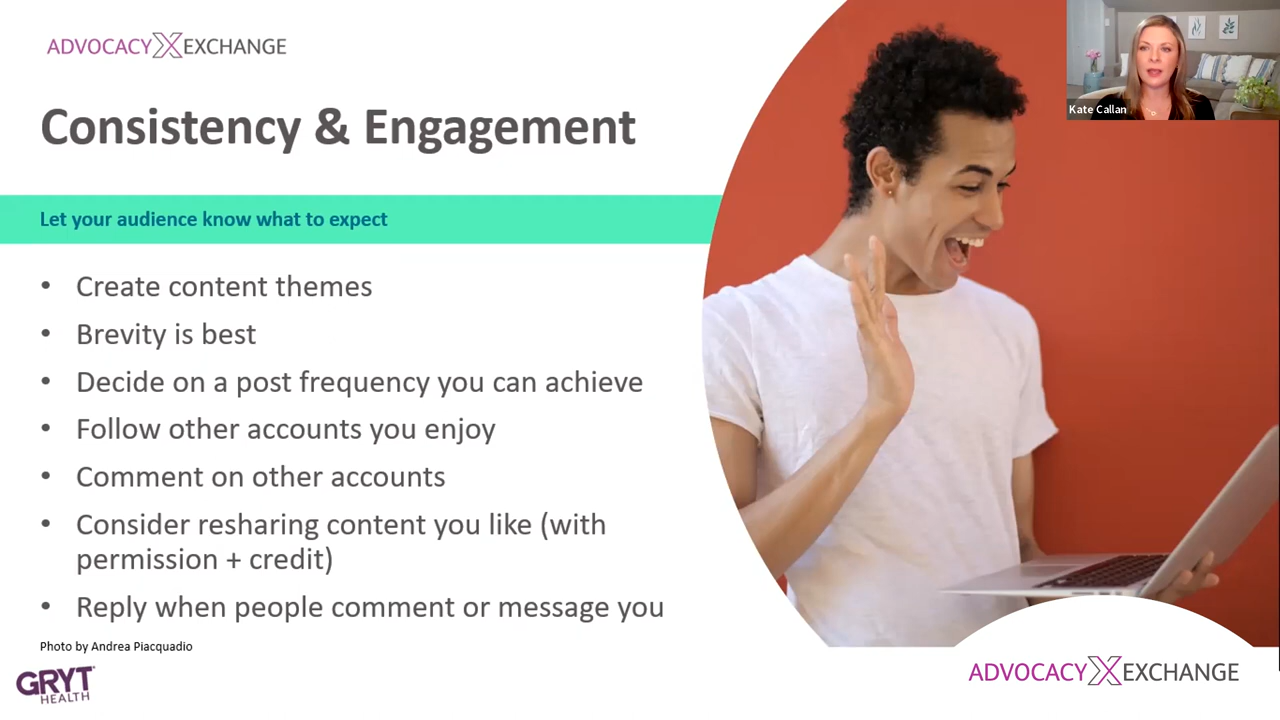 ADVOCACY X EXCHANGE
Kate Callan
Consistency & Engagement
Let your audience know what to expect
• Create content themes
• Brevity is best
• Decide on a post frequency you can achieve
• Follow other accounts you enjoy
• Comment on other accounts
• Consider resharing content you like (with
permission + credit)
• Reply when people comment or message you
Photo by Andrea Piacquadio
GRYT
HEALTH
ADVOCACY X EXCHANGE